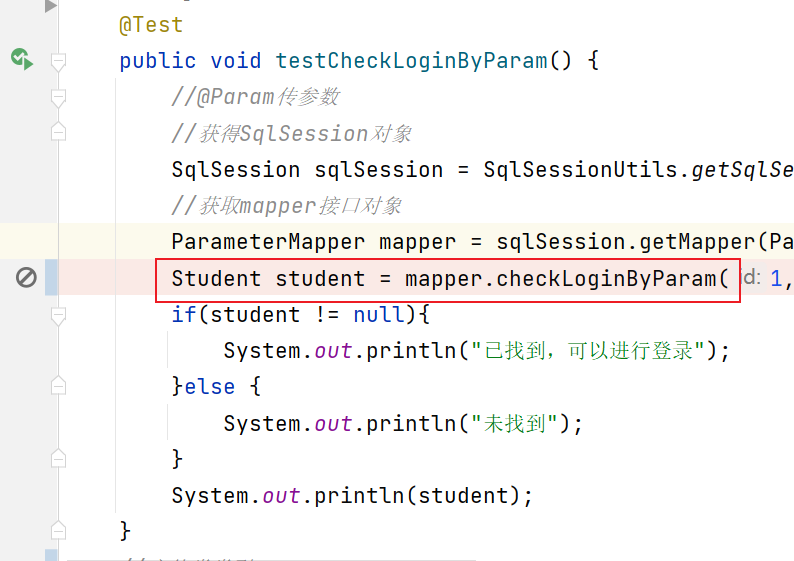 @Test
public void testCheckLoginByParam() {
//@Param传参数
//获得SqlSession对象
SqlSession sqlSession = SqlSessionUtils.getSqlSe
//获取mapper接口对象
ParameterMapper mapper = sqlSession.getMapper(Pa
Student student = mapper.checkLoginByParam( id: 1,
if(student != null){
System.out.println("已找到，可以进行登录");
}else {
System.out.println("未找到");
}
System.out.println(student);
}